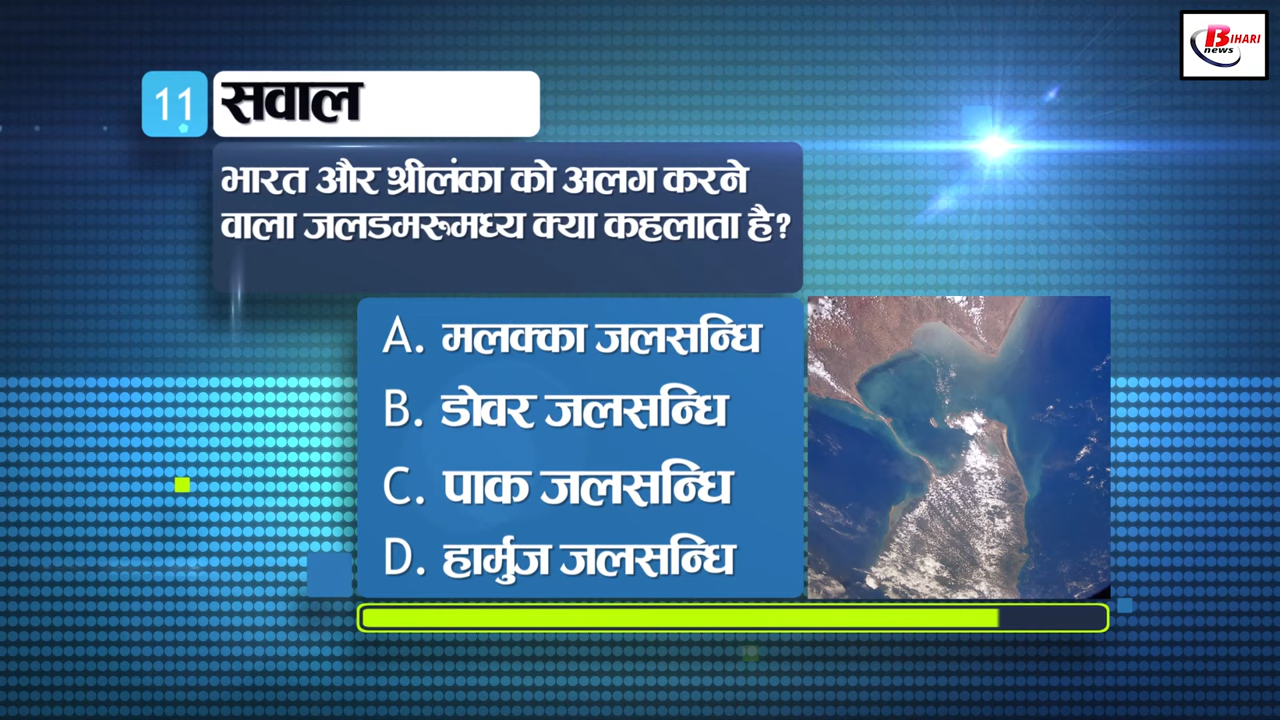 BIHARI
news
11 सवाल
भारत और श्रीलंका को अलग करने
वाला जलडमरुमध्य क्या कहलाता है?
A. मलक्का जलसन्धि
B. डोवर जलसन्धि
C. पाक जलसन्धि
D. हार्मुज जलसन्धि